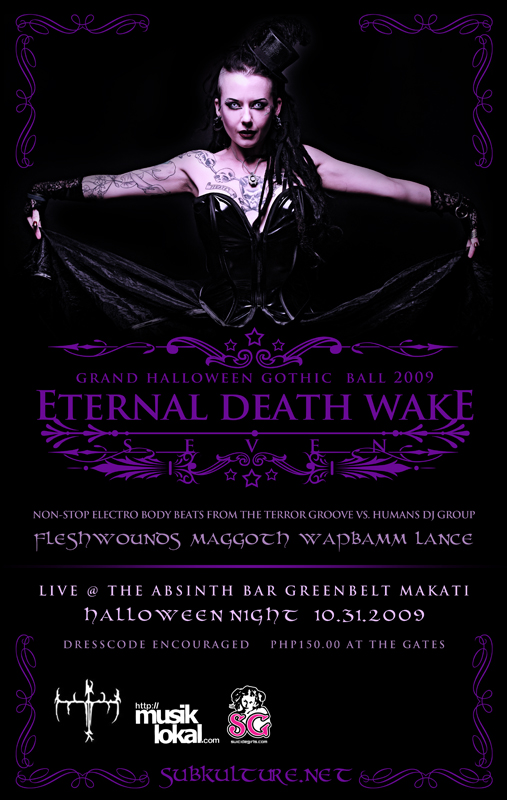 GRAND HALLOWEEN GOTHIC BALL 2009
ETERNAL DEATH WAKE
SEVEN
NON-STOP ELECTRO BODY BEATS FROM THE TERROR GROOVE VS. HUMANS DJ GROUP
FLESHWOUNDS MAGGOTH WAPBAMM LANCE
LIVE @ THE ABSINTH BAR GREENBELT MAKATI
HALLOWEEN NIGHT 10.31.2009
DRESSCODE ENCOURAGED PHP150.00 AT THE GATES
http://
musik
lokal.com
SG
suicidegirls.com
SUBKULTURE.NET